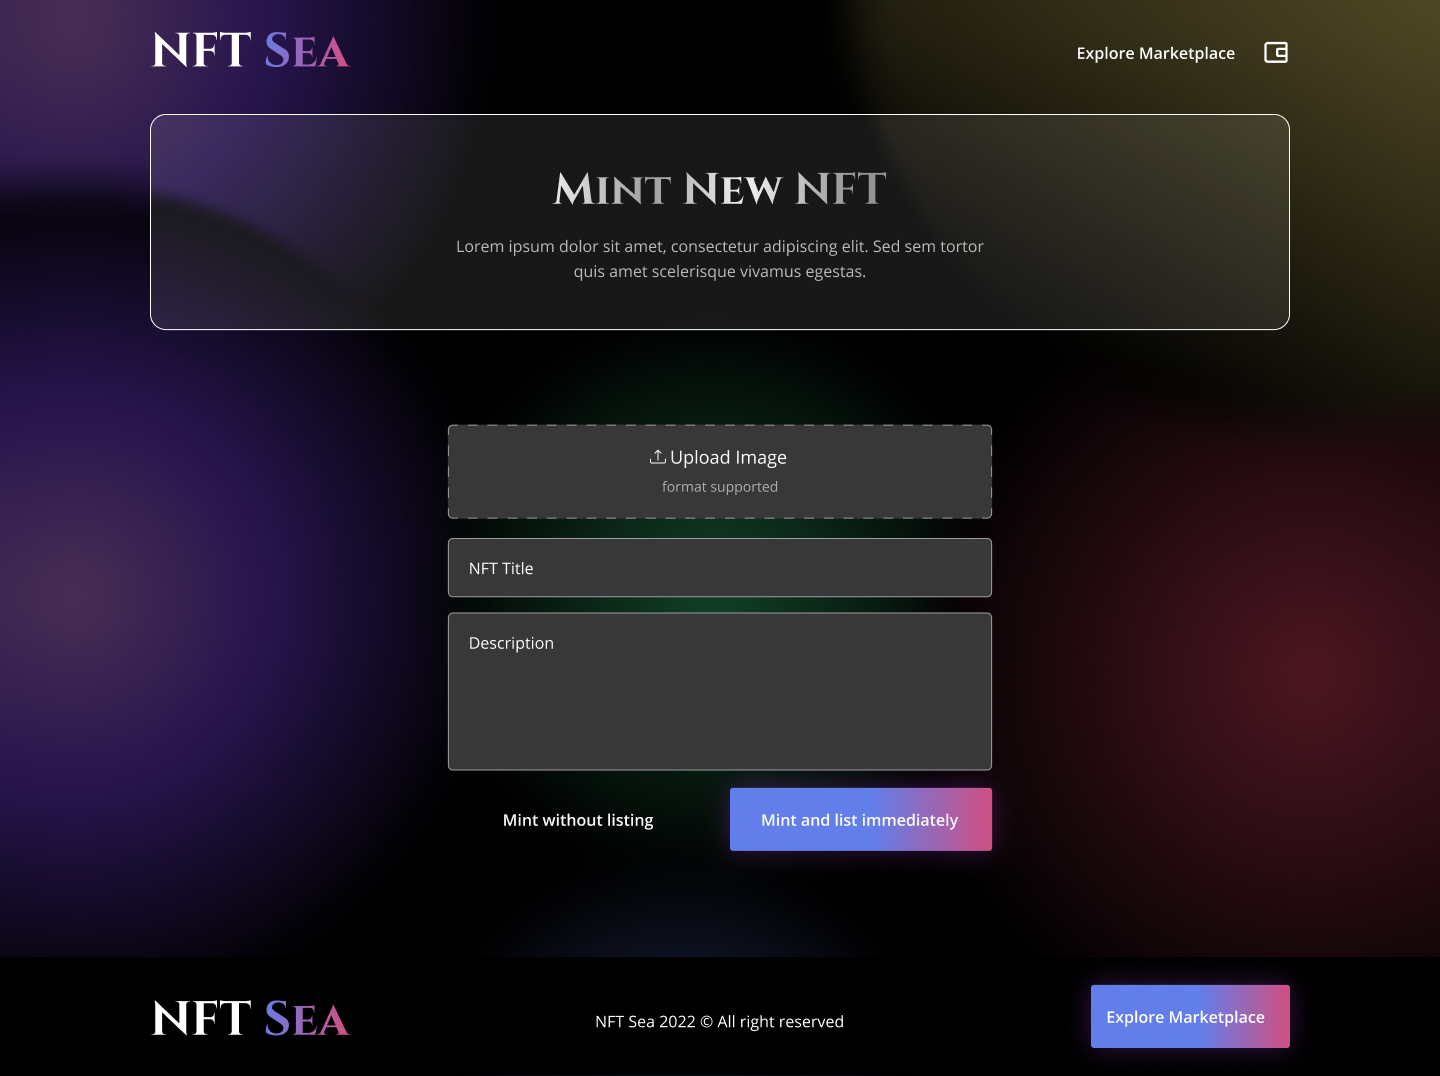 NFT Sea
Explore Marketplace
Mint New NFT
Lorem ipsum dolor sit amet, consectetur adipiscing elit. Sed sem tortor
quis amet scelerisque vivamus egestas.
Upload Image
format supported
NFT Title
Description
Mint without listing
Mint and list immediately
NFT Sea
NFT Sea 2022 © All right reserved
Explore Marketplace